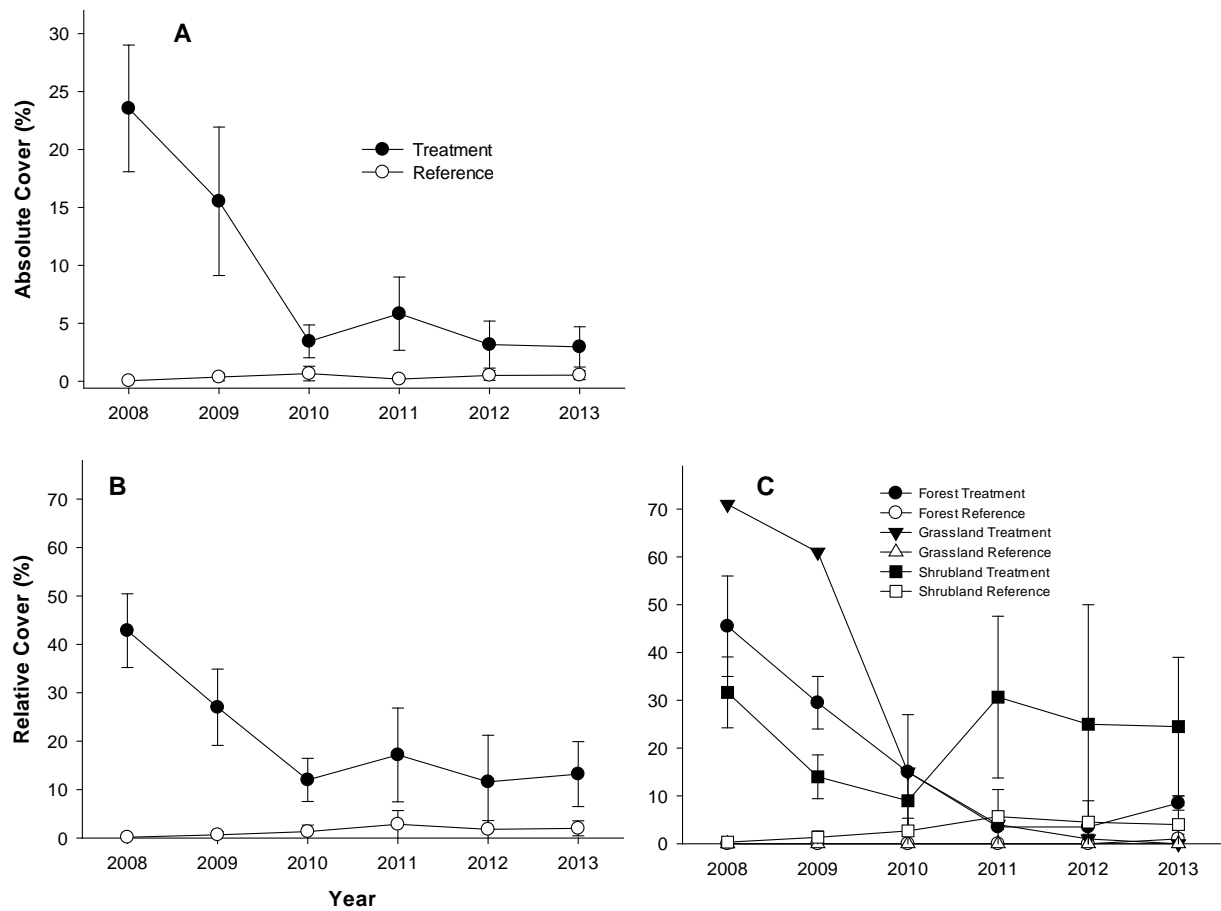 A
Absolute Cover (%)
30
25
20
15
10
5
0
Treatment
Reference
2008 2009 2010 2011 2012 2013
B
Relative Cover (%)
70
60
50
40
30
20
10
0
2008 2009 2010 2011 2012 2013
Year
C
70
60
50
40
30
20
10
0
Forest Treatment
Forest Reference
Grassland Treatment
Grassland Reference
Shrubland Treatment
Shrubland Reference
2008 2009 2010 2011 2012 2013